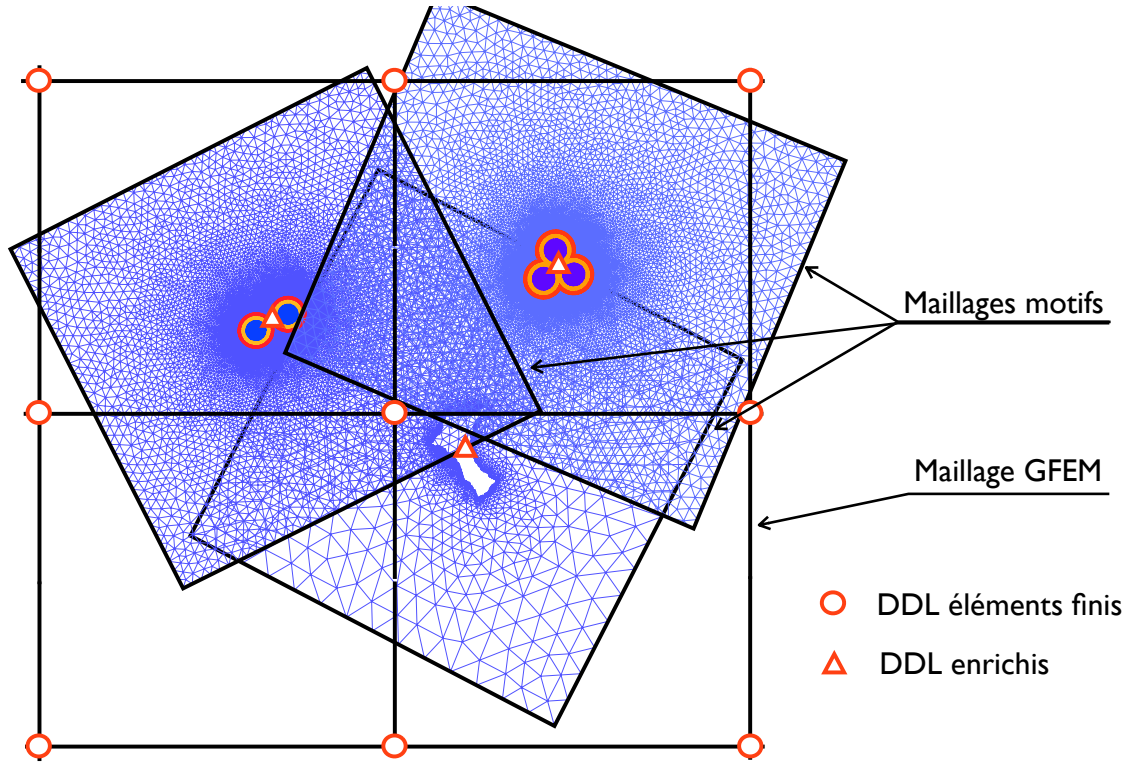 Maillages motifs
Maillage GFEM
DDL éléments finis
DDL enrichis